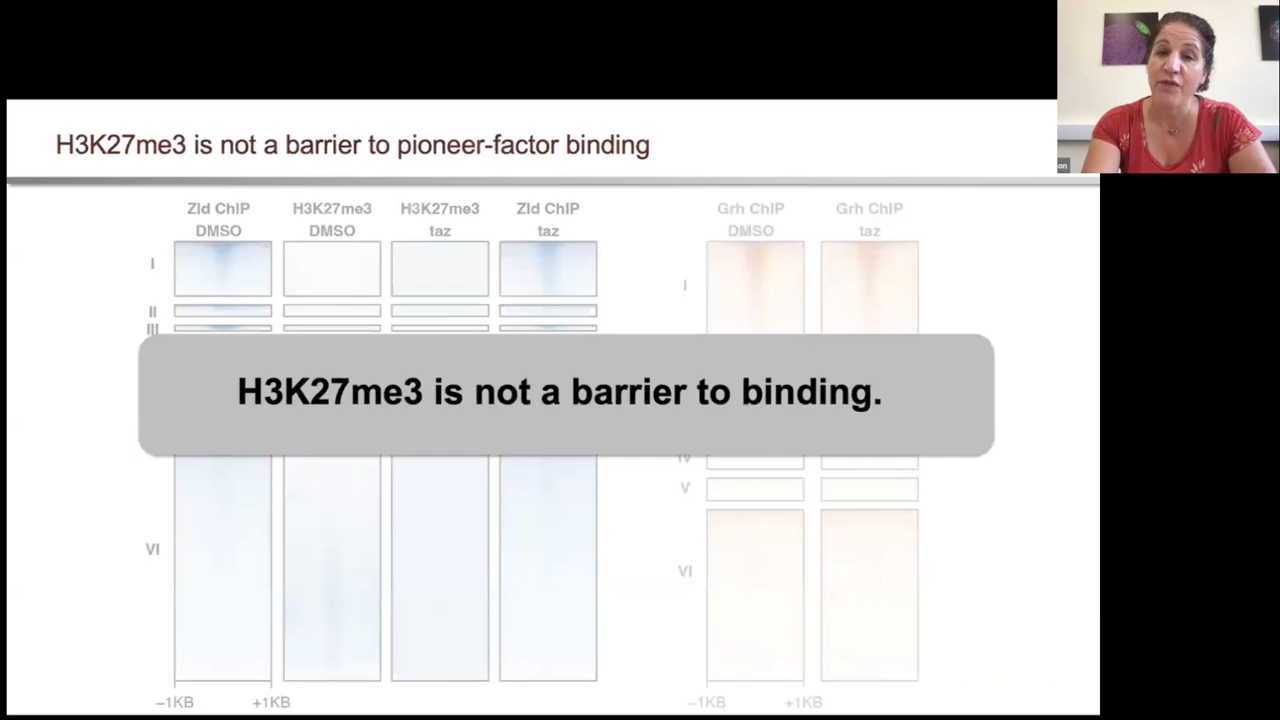 H3K27me3 is not a barrier to pioneer-factor binding
Zld ChIP H3K27me3 H3K27me3 Zld ChIP Grh ChIP Grh ChIP
DMSO DMSO taz taz DMSO taz
I
I
II
III
H3K27me3 is not a barrier to binding.
IV
V
VI
VI
−1KB +1KB −1KB +1KB
on